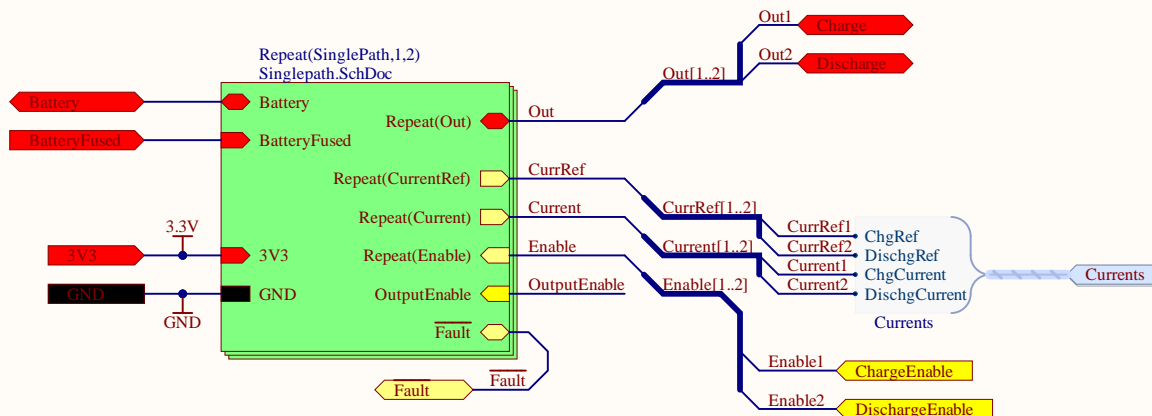 Repeat(SinglePath,1,2)
Singlepath.SchDoc
Battery
Battery
BatteryFused
BatteryFused
3.3V
3V3
3V3
GND
GND
GND
Repeat(Out)
Out
Repeat(CurrentRef)
CurrRef
Repeat(Current)
Current
Repeat(Enable)
Enable
OutputEnable
OutputEnable
Fault
Fault
Fault
Out[1..2]
Out1
Charge
Out2
Discharge
CurrRef[1..2]
CurrRef1
CurrRef2
Current[1..2]
Current1
Current2
ChgRef
DischgRef
ChgCurrent
DischgCurrent
Currents
Currents
Enable[1..2]
Enable1
ChargeEnable
Enable2
DischargeEnable